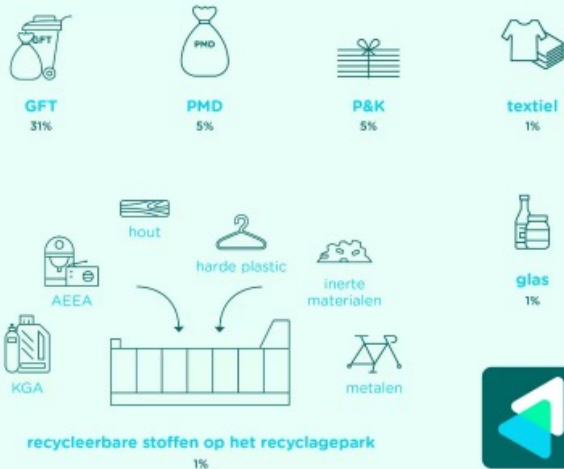 GFT
PMD
GFT
PMD
P&K
textiel
31%
5%
5%
1%
hout
harde plastic
inerte
materialen
AEEA
glas
1%
KGA
metalen
recycleerbare stoffen op het recyclagepark
1%